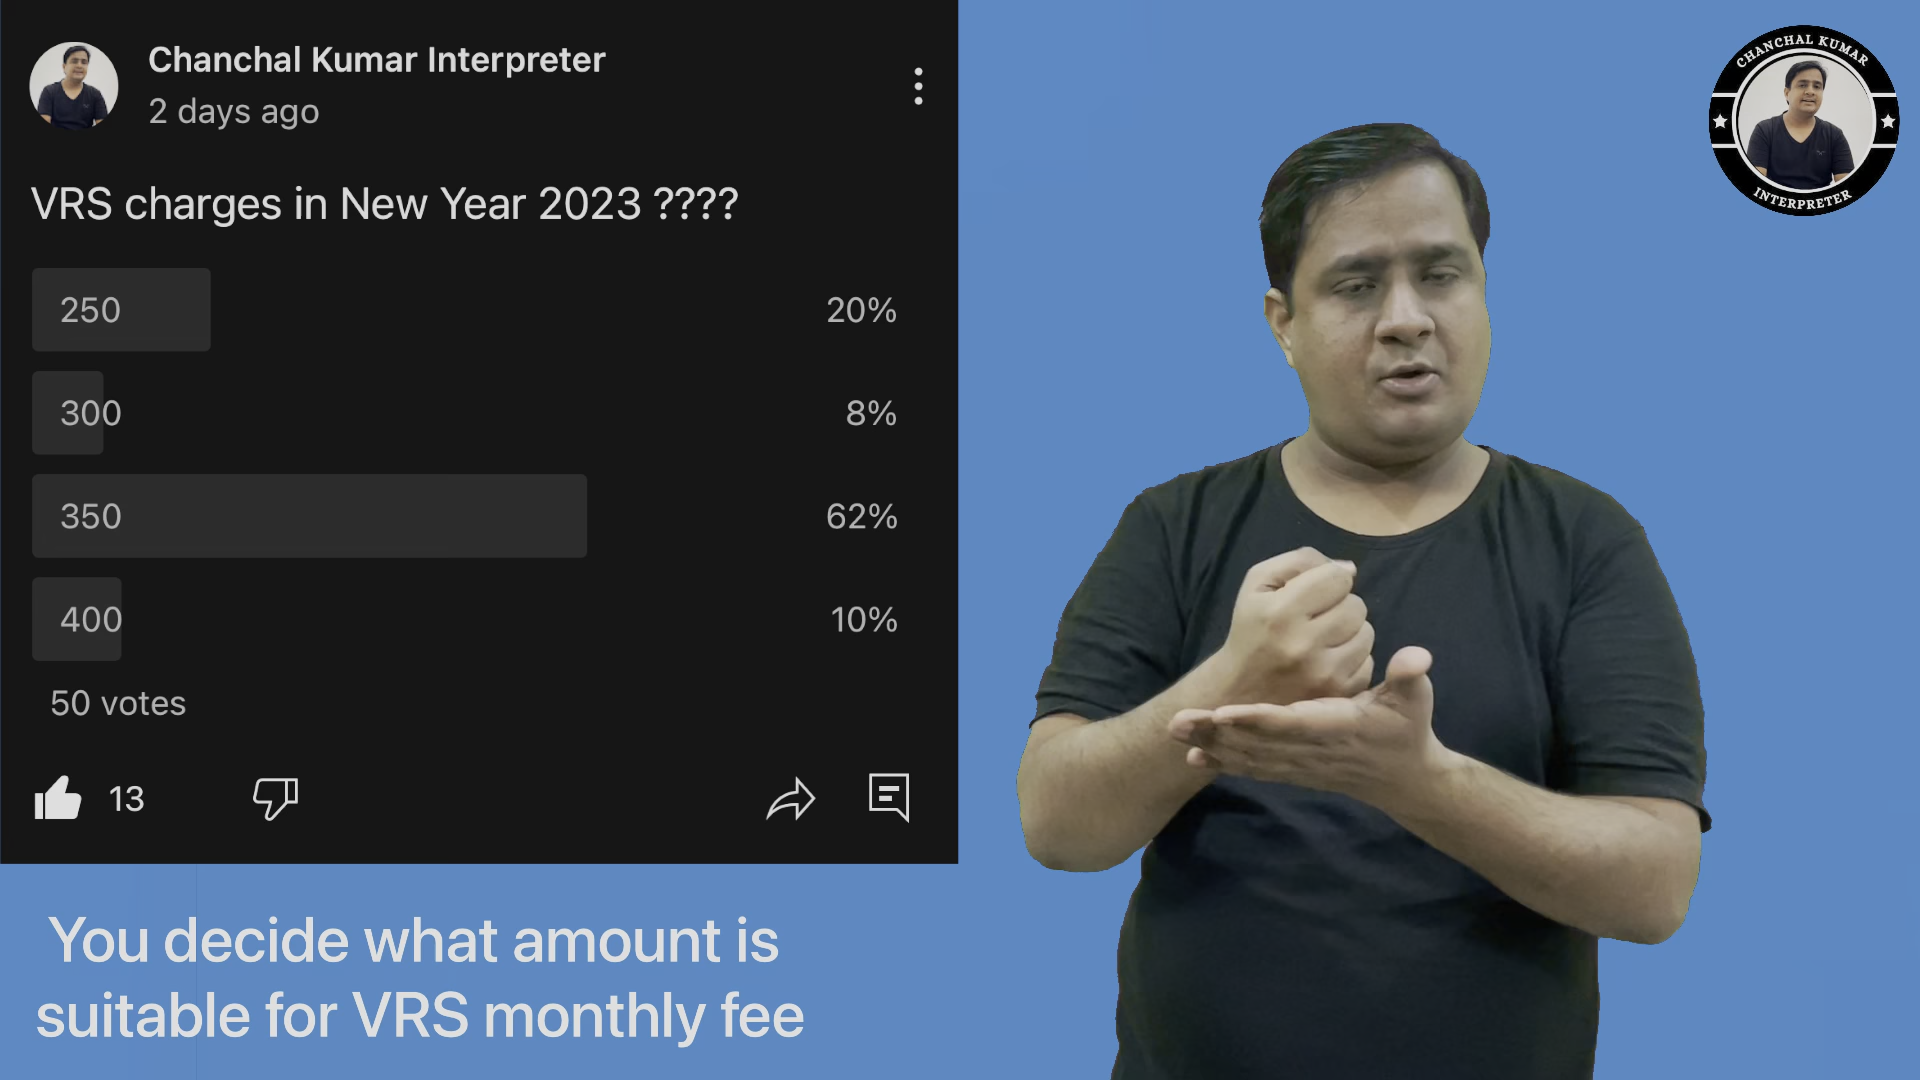 Chanchal Kumar Interpreter
2 days ago
VRS charges in New Year 2023 ????
250 20%
300 8%
350 62%
400 10%
50 votes
13
You decide what amount is
suitable for VRS monthly fee
CHANCHAL KUMAR
INTERPRETER